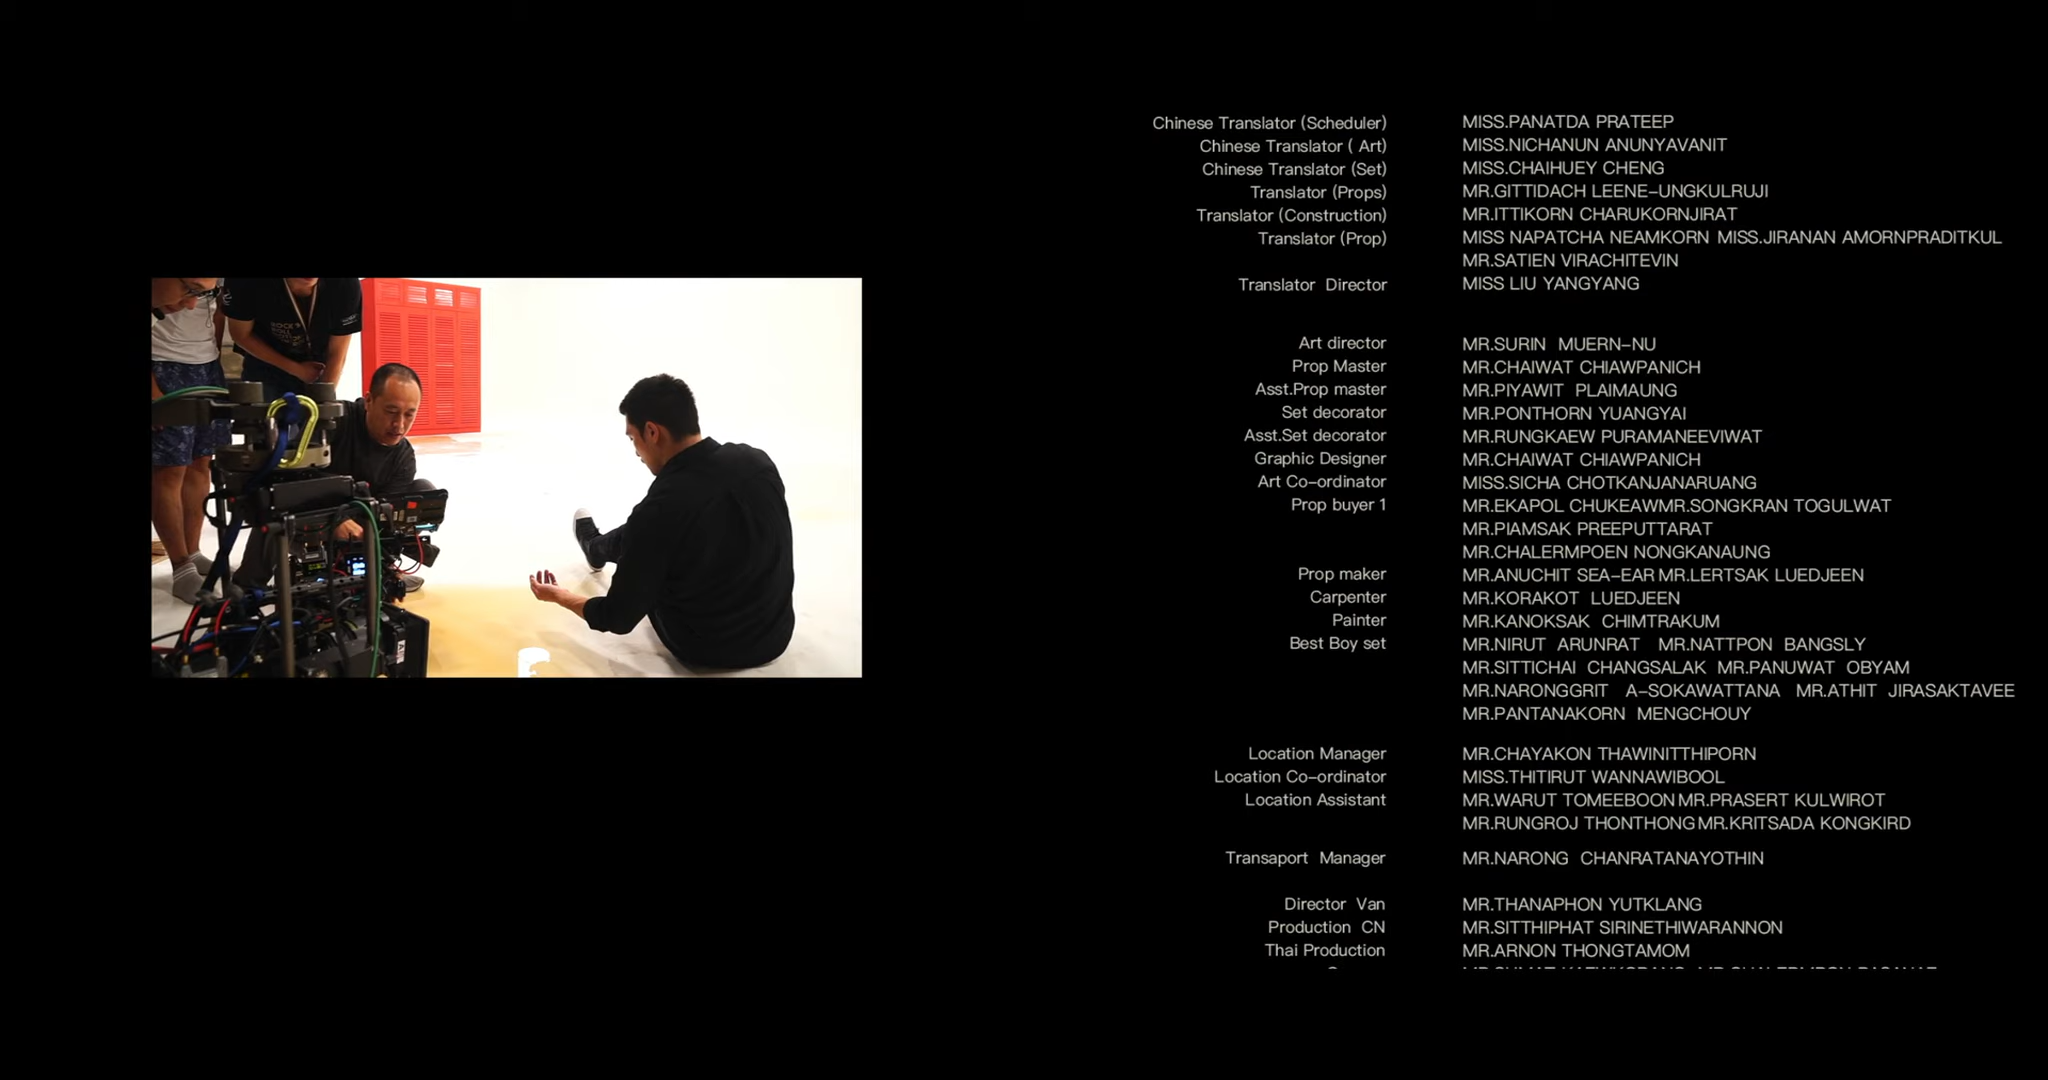 Chinese Translator (Scheduler) MISS.PANATDA PRATEEP
Chinese Translator ( Art) MISS.NICHANUN ANUNYAVANIT
Chinese Translator (Set) MISS.CHAIHUEY CHENG
Translator (Props) MR.GITTIDACH LEENE-UNGKULRUJI
Translator (Construction) MR.ITTIKORN CHARUKORNJIRAT
Translator (Prop) MISS NAPATCHA NEAMKORN MISS.JIRANAN AMORNPRADITKUL
MR.SATIEN VIRACHITEVIN
Translator Director MISS LIU YANGYANG
Art director MR.SURIN MUERN-NU
Prop Master MR.CHAIWAT CHIAWPANICH
Asst.Prop master MR.PIYAWIT PLAIMAUNG
Set decorator MR.PONTHORN YUANGYAI
Asst.Set decorator MR.RUNGKAEW PURAMANEEVIWAT
Graphic Designer MR.CHAIWAT CHIAWPANICH
Art Co-ordinator MISS.SICHA CHOTKANJANARUANG
Prop buyer 1 MR.EKAPOL CHUKEAWMR.SONGKRAN TOGULWAT
MR.PIAMSAK PREEPUTTARAT
MR.CHALERMPOEN NONGKANAUNG
Prop maker MR.ANUCHIT SEA-EAR MR.LERTSAK LUEDJEEN
Carpenter MR.KORAKOT LUEDJEEN
Painter MR.KANOKSAK CHIMTRAKUM
Best Boy set MR.NIRUT ARUNRAT MR.NATTPON BANGSLY
MR.SITTICHAI CHANGSALAK MR.PANUWAT OBYAM
MR.NARONGGRIT A-SOKAWATTANA MR.ATHIT JIRASAKTAVEE
MR.PANTANAKORN MENGCHOUY
Location Manager MR.CHAYAKON THAWINITTHIPORN
Location Co-ordinator MISS.THITIRUT WANNAWIBOOL
Location Assistant MR.WARUT TOMEEBOON MR.PRASERT KULWIROT
MR.RUNGROJ THONTHONG MR.KRITSADA KONGKIRD
Transaport Manager MR.NARONG CHANRATANAYOTHIN
Director Van MR.THANAPHON YUTKLANG
Production CN MR.SITTHIPHAT SIRINETHIWARANNON
Thai Production MR.ARNON THONGTAMOM